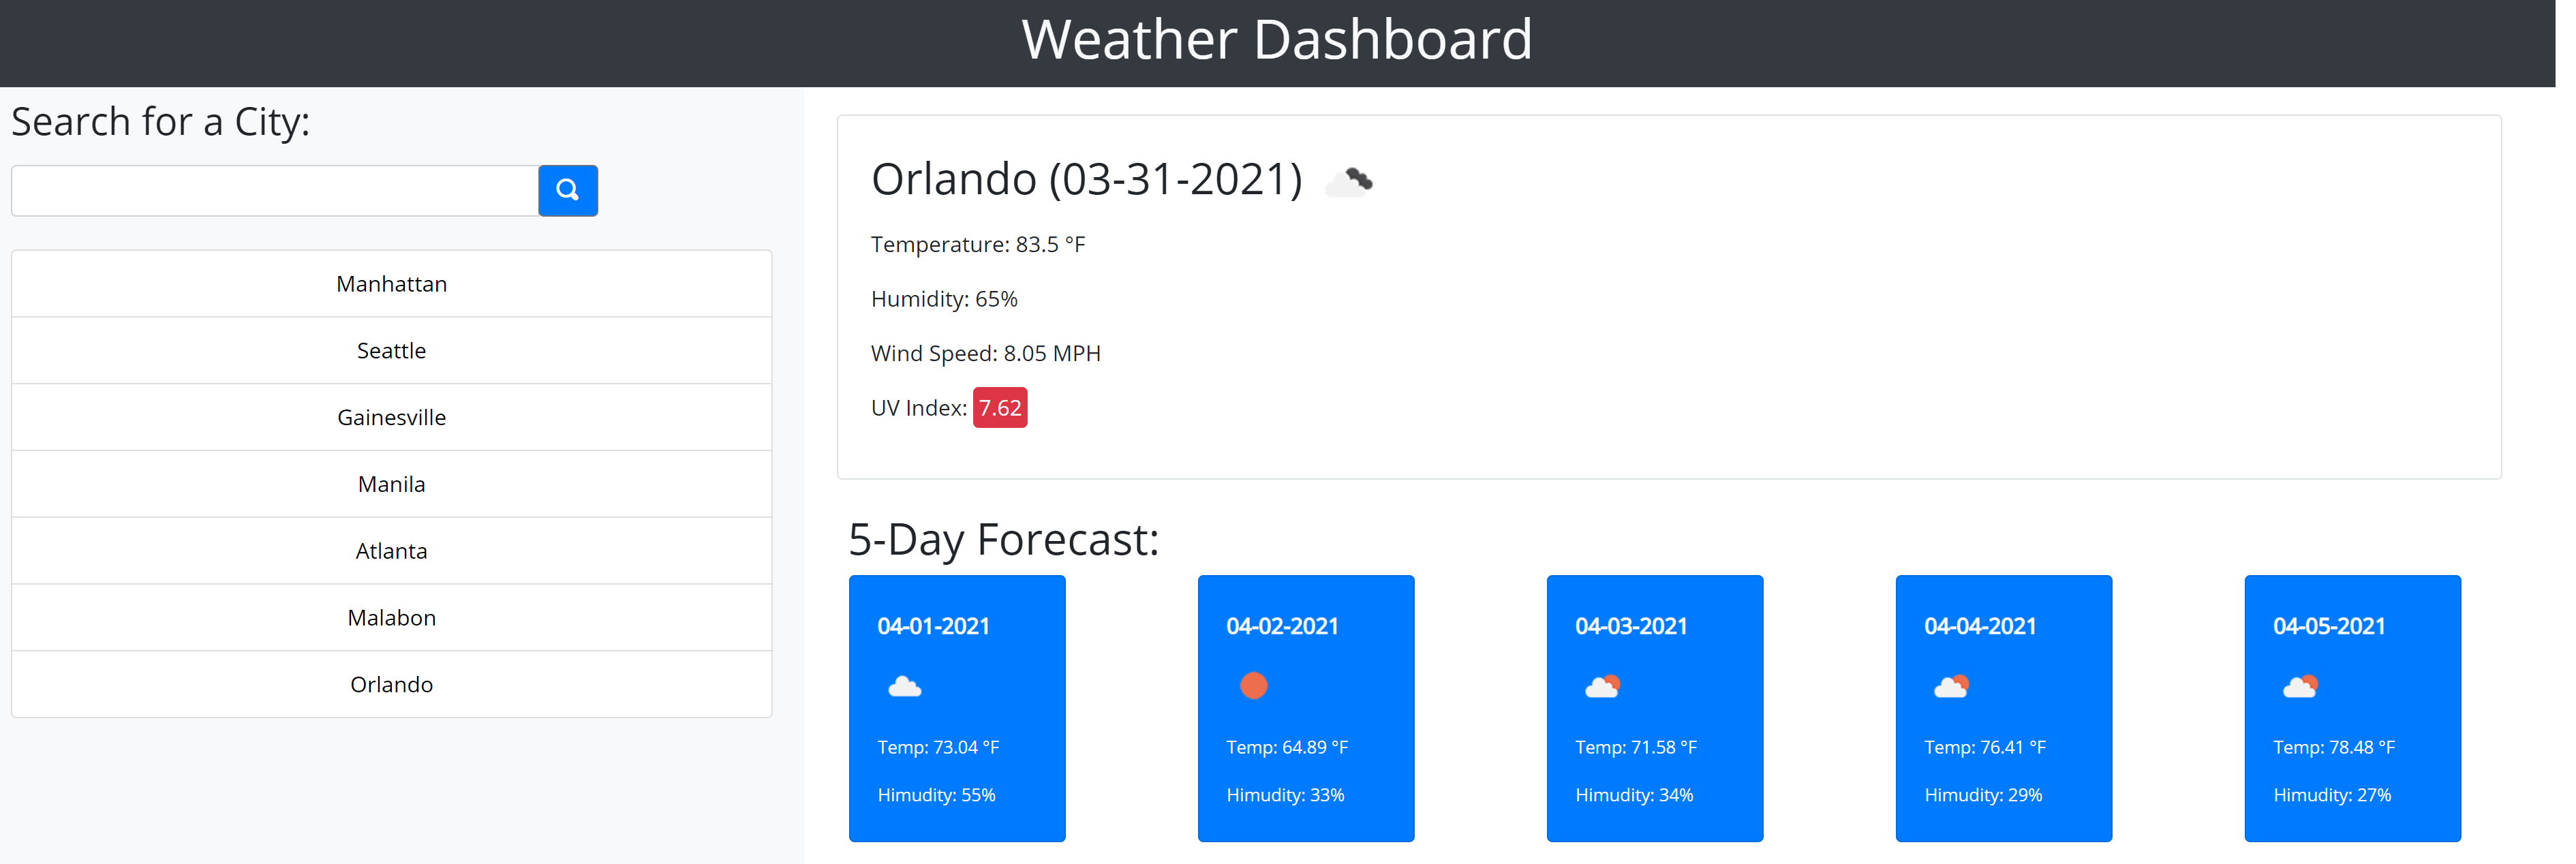 Weather Dashboard
Search for a City:
Manhattan
Seattle
Gainesville
Manila
Atlanta
Malabon
Orlando
Orlando (03-31-2021)
Temperature: 83.5 °F
Humidity: 65%
Wind Speed: 8.05 MPH
UV Index: 7.62
5-Day Forecast:
04-01-2021
Temp: 73.04 °F
Himudity: 55%
04-02-2021
Temp: 64.89 °F
Himudity: 33%
04-03-2021
Temp: 71.58 °F
Himudity: 34%
04-04-2021
Temp: 76.41 °F
Himudity: 29%
04-05-2021
Temp: 78.48 °F
Himudity: 27%